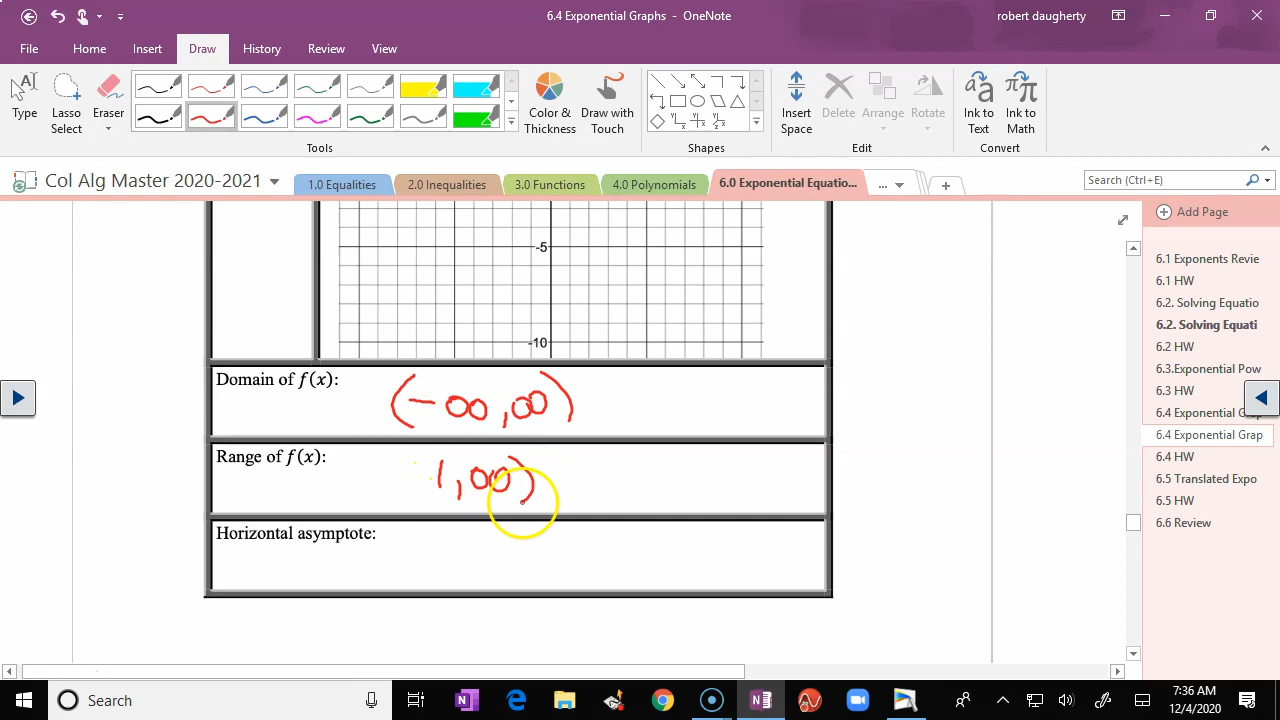 6.4 Exponential Graphs - OneNote
robert daugherty
File Home Insert Draw History Review View
Type
Lasso Select
Eraser
Color & Thickness
Draw with Touch
Insert Space
Delete
Arrange
Rotate
Ink to Text
Ink to Math
Tools
Shapes
Edit
Convert
Col Alg Master 2020-2021
1.0 Equalities
2.0 Inequalities
3.0 Functions
4.0 Polynomials
6.0 Exponential Equatio...
...
Search (Ctrl+E)
Add Page
6.1 Exponents Revie
6.1 HW
6.2. Solving Equatio
6.2. Solving Equati
6.2 HW
6.3.Exponential Pow
6.3 HW
6.4 Exponential Grap
6.4 Exponential Grap
6.4 HW
6.5 Translated Expo
6.5 HW
6.6 Review
-5
-10
Domain of f(x): (-∞,∞)
Range of f(x): 1,∞)
Horizontal asymptote:
Search
7:36 AM
12/4/2020